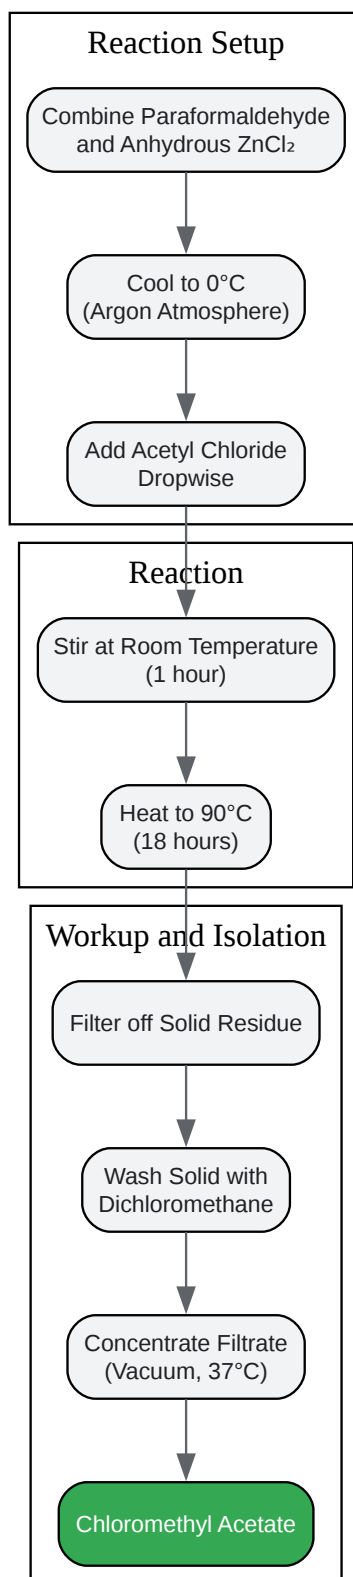 Reaction Setup
Combine Paraformaldehyde
and Anhydrous ZnCl₂
Cool to 0°C
(Argon Atmosphere)
Add Acetyl Chloride
Dropwise
Reaction
Stir at Room Temperature
(1 hour)
Heat to 90°C
(18 hours)
Workup and Isolation
Filter off Solid Residue
Wash Solid with
Dichloromethane
Concentrate Filtrate
(Vacuum, 37°C)
Chloromethyl Acetate